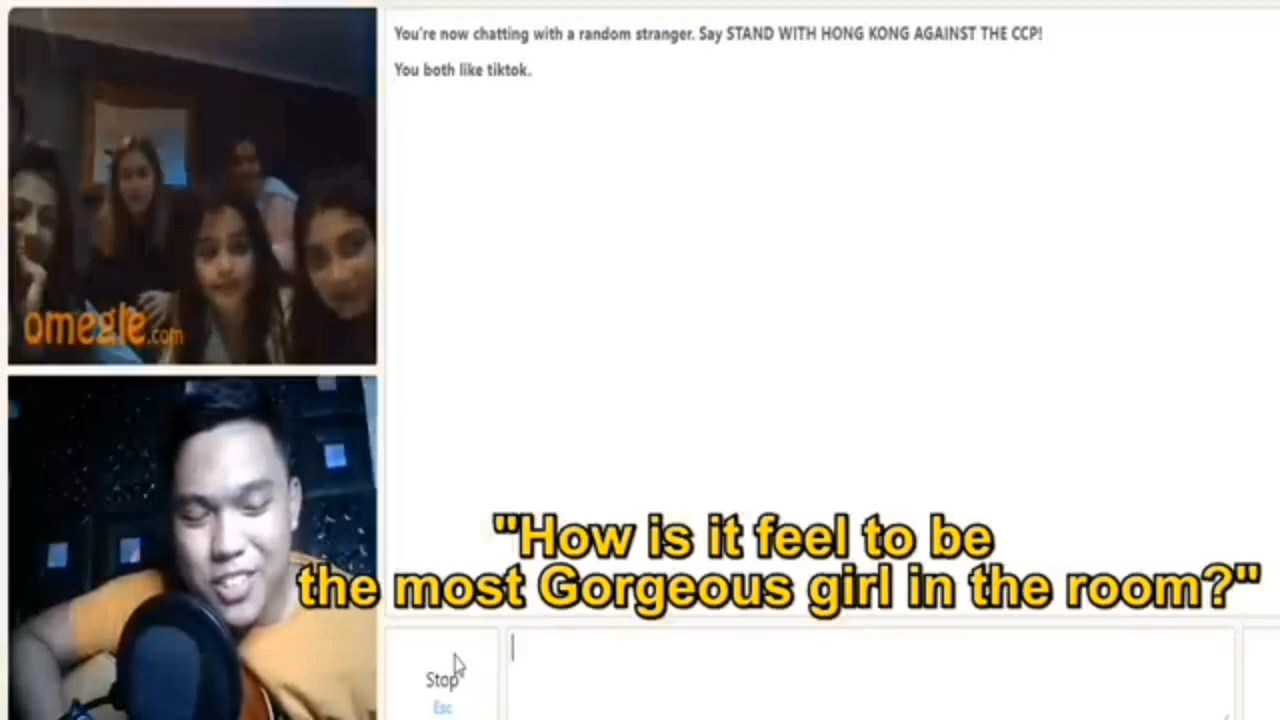 You're now chatting with a random stranger. Say STAND WITH HONG KONG AGAINST THE CCP!
You both like tiktok.
omegle.com
"How is it feel to be
the most Gorgeous girl in the room?"
Stop
Esc